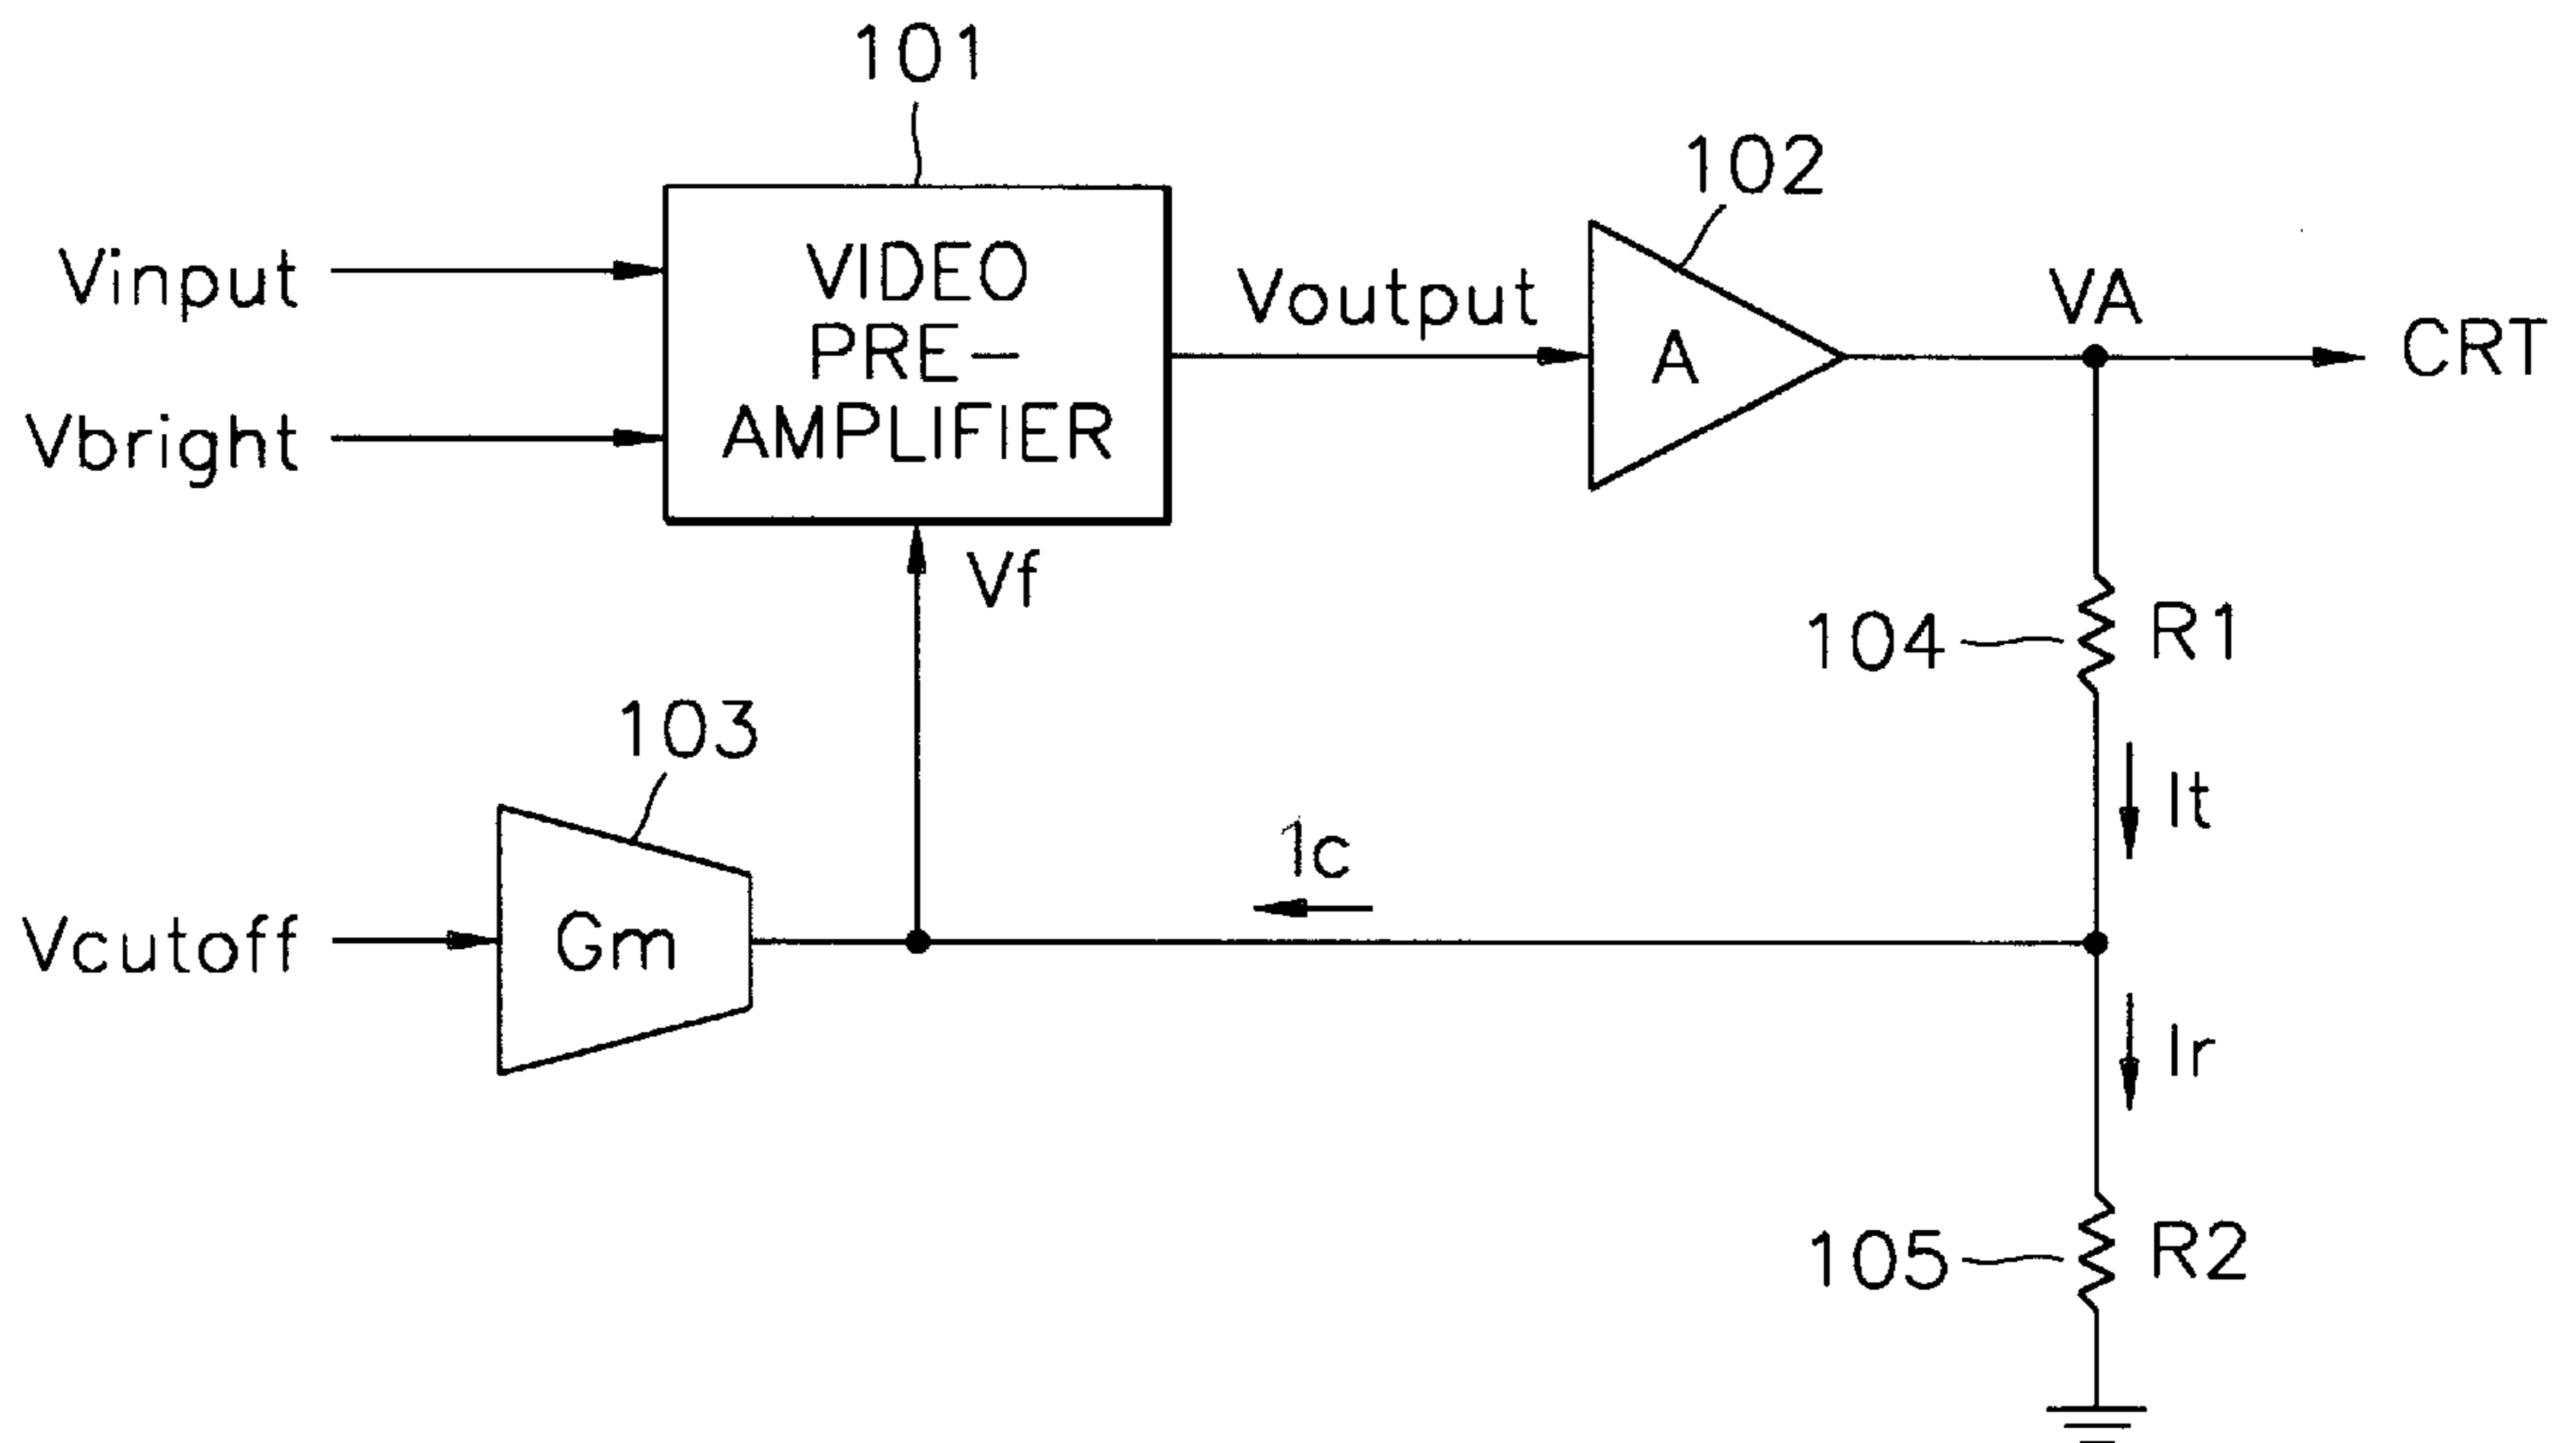 101
102
Vinput
VIDEO
PRE-
AMPLIFIER
Voutput
A
VA
CRT
Vbright
Vf
104
R1
103
It
1c
Vcutoff
Gm
Ir
105
R2